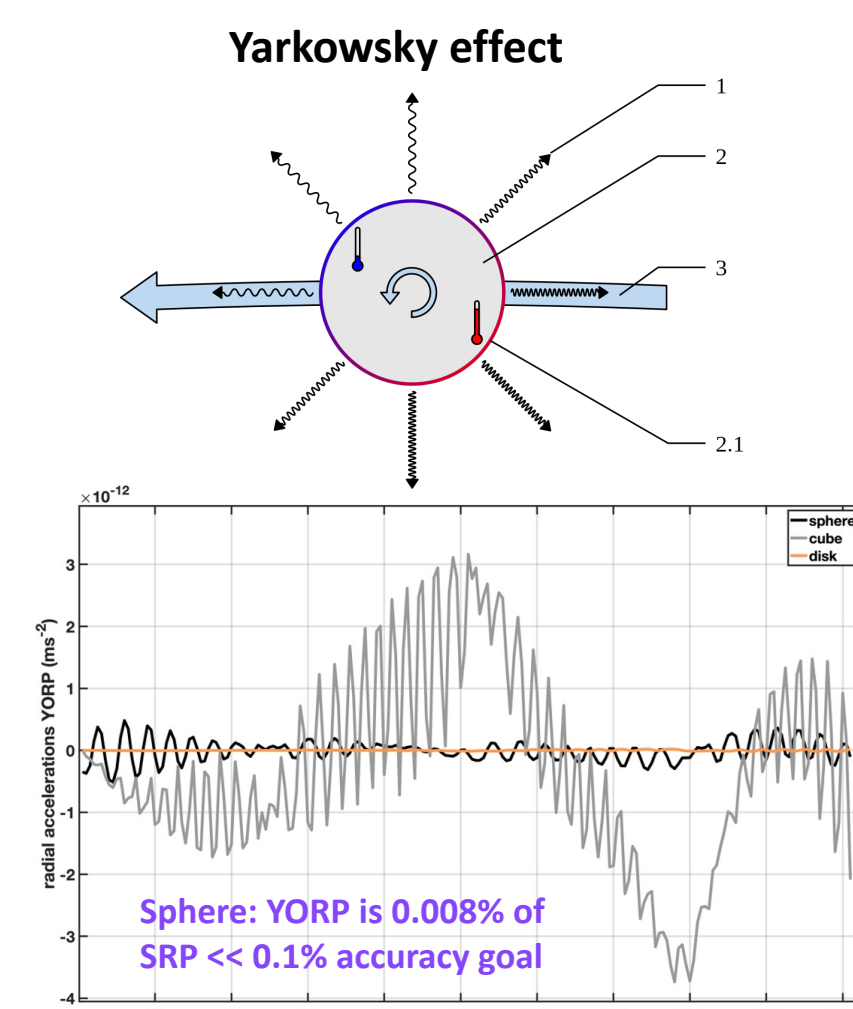 Yarkowsky effect
1
2
3
2.1
×10⁻¹²
sphere
cube
disk
3
2
1
0
-1
-2
-3
-4
radial accelerations YORP (ms⁻²)
Sphere: YORP is 0.008% of
SRP << 0.1% accuracy goal